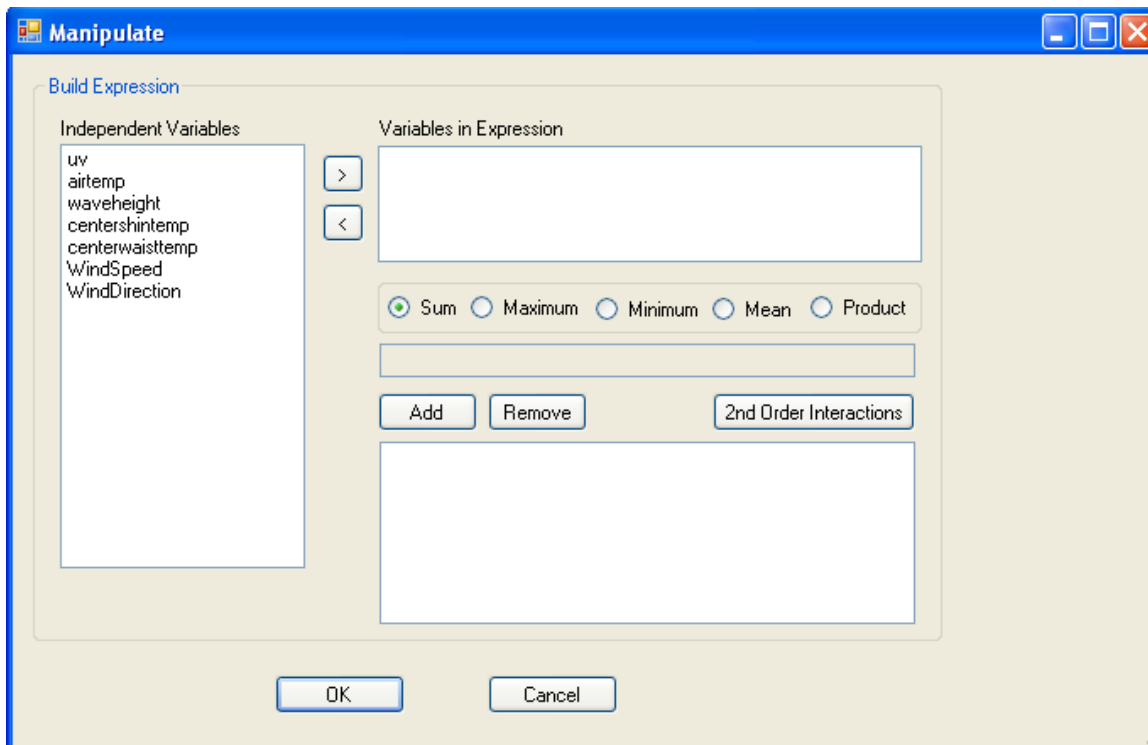 Manipulate
Build Expression
Independent Variables
uv
airtemp
waveheight
centershintemp
centerwaisttemp
WindSpeed
WindDirection
>
<
Variables in Expression
Sum Maximum Minimum Mean Product
Add Remove 2nd Order Interactions
OK Cancel